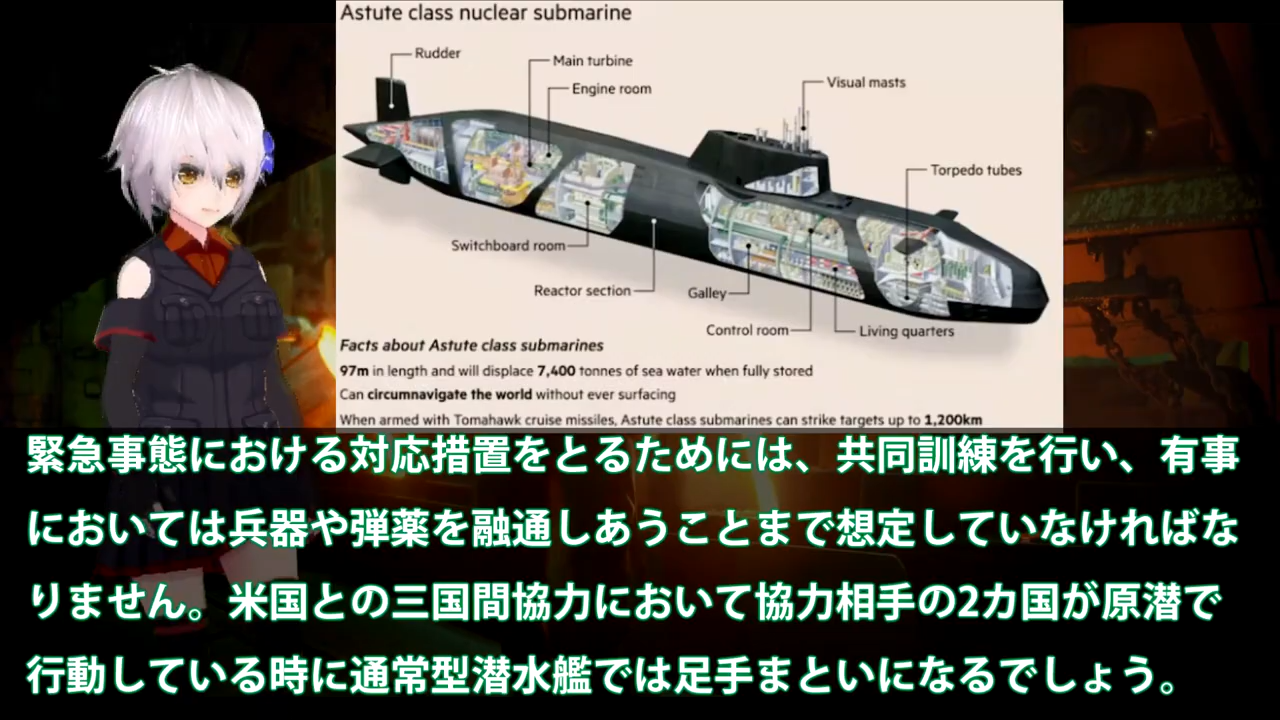 Astute class nuclear submarine
Rudder
Main turbine
Engine room
Visual masts
Torpedo tubes
Switchboard room
Reactor section
Galley
Control room
Living quarters
Facts about Astute class submarines
97m in length and will displace 7,400 tonnes of sea water when fully stored
Can circumnavigate the world without ever surfacing
When armed with Tomahawk cruise missiles, Astute class submarines can strike targets up to 1,200km
緊急事態における対応措置をとるためには、共同訓練を行い、有事
においては兵器や弾薬を融通しあうことまで想定していなければな
りません。米国との三国間協力において協力相手の2カ国が原潜で
行動している時に通常型潜水艦では足手まといになるでしょう。